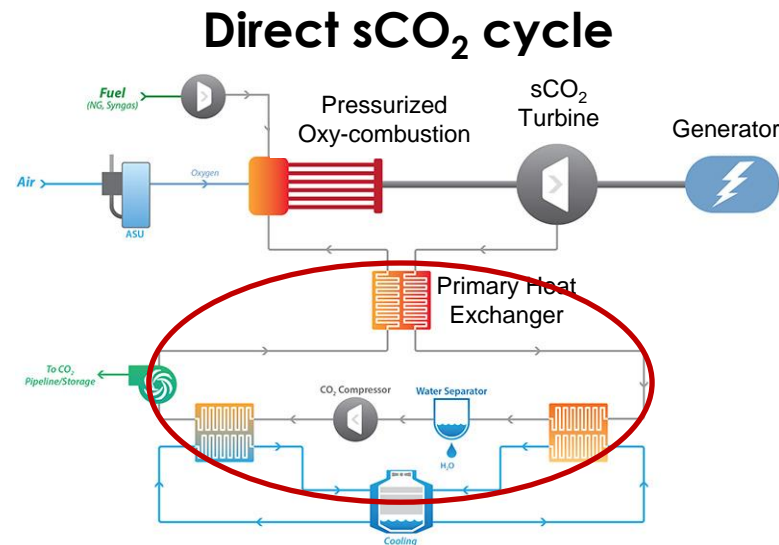 Direct sCO₂ cycle
Fuel
(NG, Syngas)
Pressurized
Oxy-combustion
sCO₂
Turbine
Generator
Air
Oxygen
ASU
Primary Heat
Exchanger
To CO₂
Pipeline/Storage
CO₂ Compressor
Water Separator
H₂O
Cooling